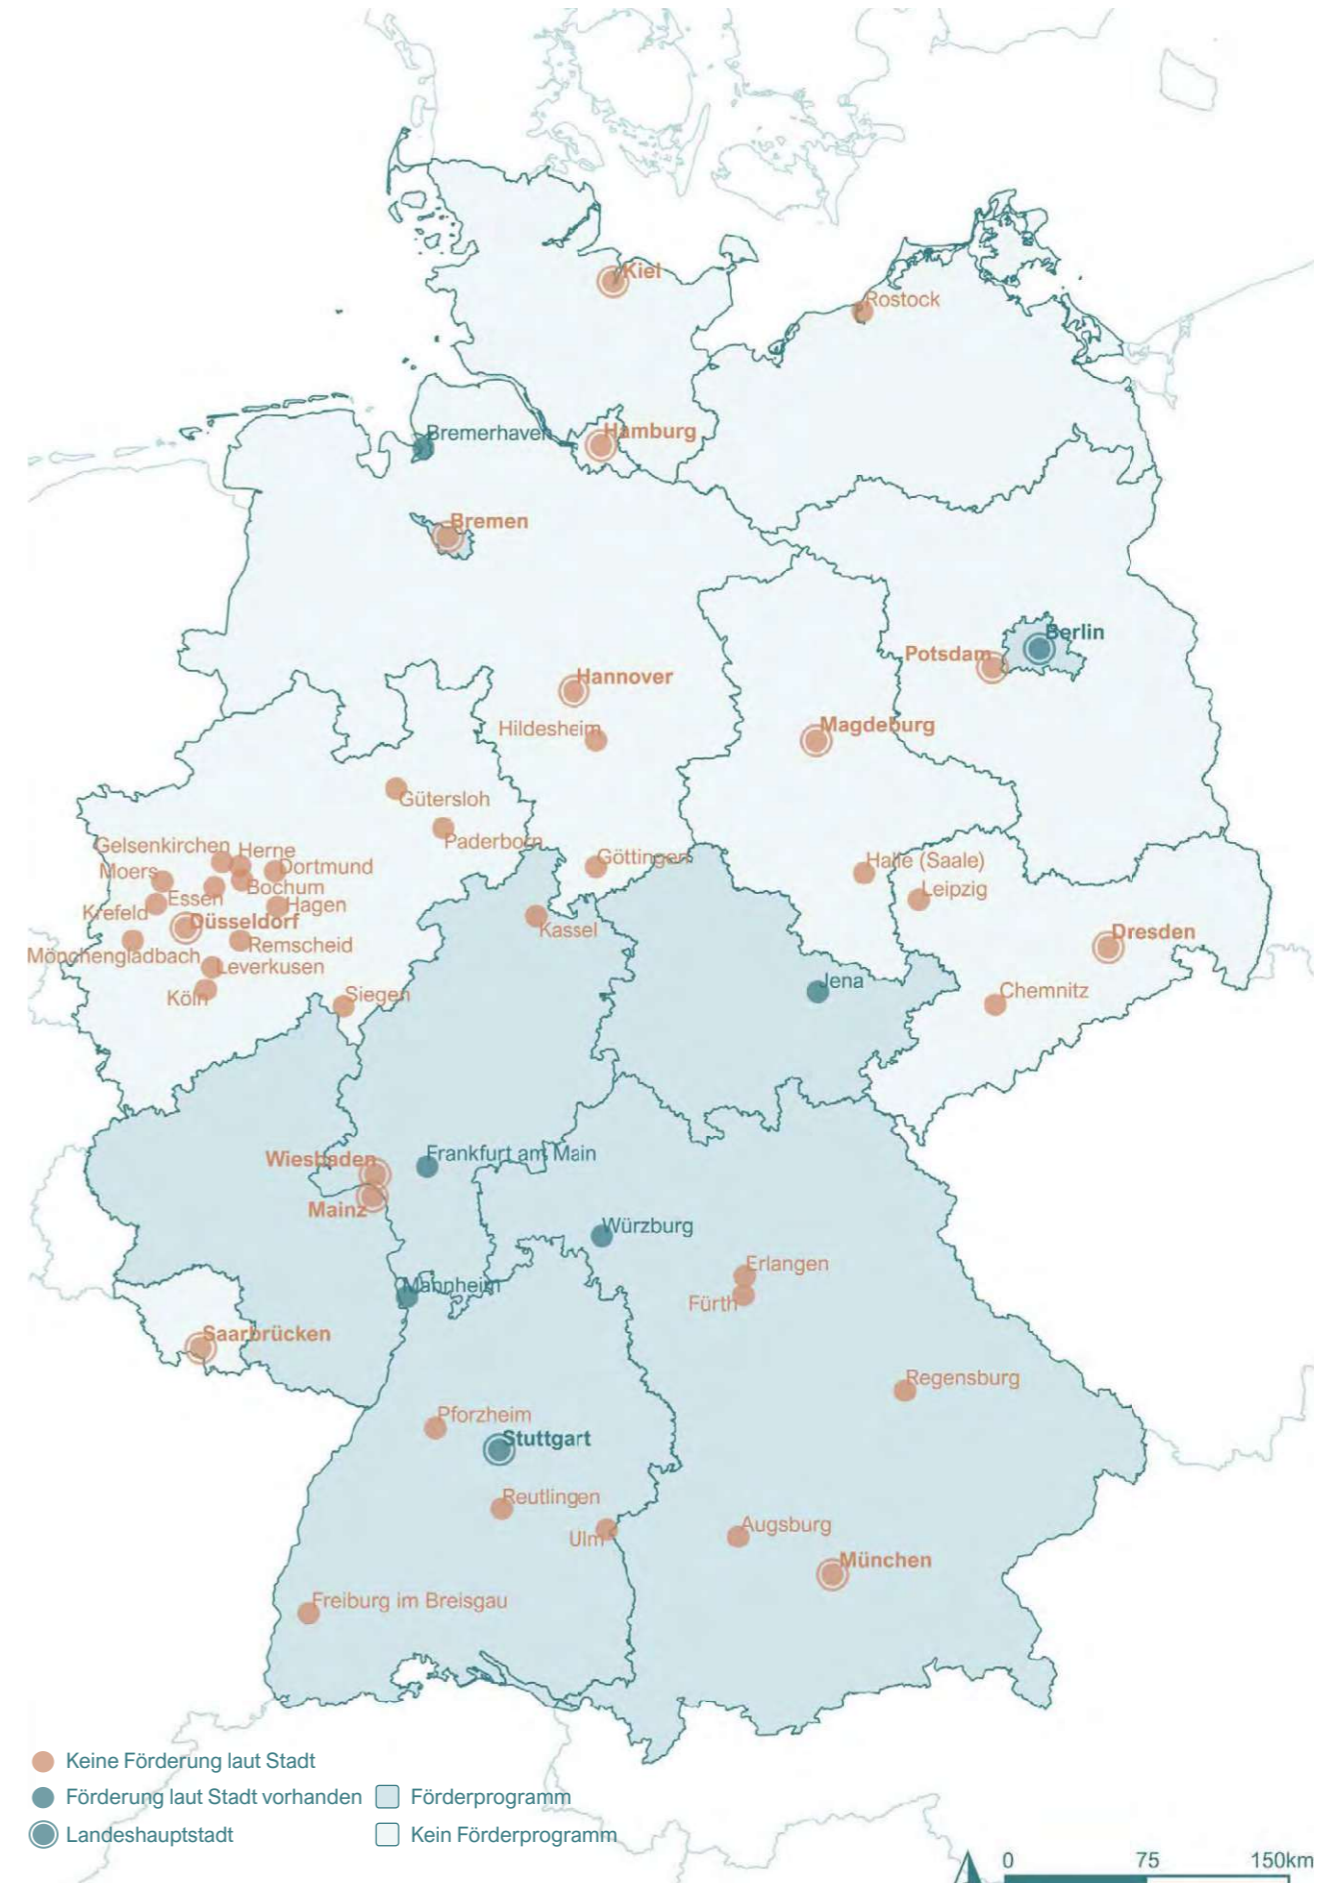 Kiel
Rostock
Bremerhaven
Hamburg
Bremen
Berlin
Potsdam
Hannover
Hildesheim
Magdeburg
Gütersloh
Paderborn
Gelsenkirchen
Herne
Göttingen
Halle (Saale)
Moers
Dortmund
Bochum
Leipzig
Essen
Hagen
Krefeld
Düsseldorf
Kassel
Dresden
Remscheid
Mönchengladbach
Leverkusen
Jena
Chemnitz
Köln
Siegen
Frankfurt am Main
Wiesbaden
Mainz
Würzburg
Erlangen
Mannheim
Fürth
Saarbrücken
Regensburg
Pforzheim
Stuttgart
Reutlingen
Augsburg
Ulm
München
Freiburg im Breisgau
Keine Förderung laut Stadt
Förderung laut Stadt vorhanden
Förderprogramm
Landeshauptstadt
Kein Förderprogramm
0 75 150km